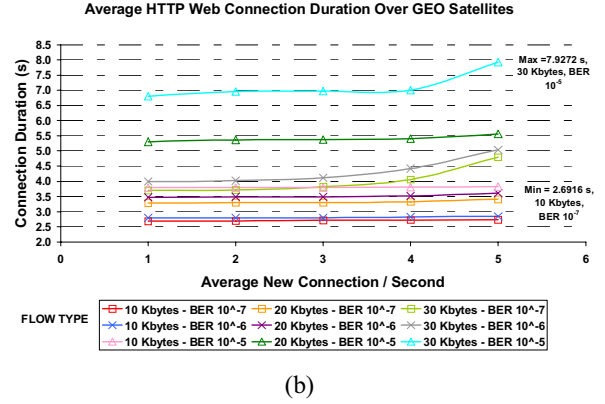 Average HTTP Web Connection Duration Over GEO Satellites
Connection Duration (s)
8.5
8.0
7.5
7.0
6.5
6.0
5.5
5.0
4.5
4.0
3.5
3.0
2.5
2.0
0 1 2 3 4 5 6
Average New Connection / Second
Max =7.9272 s,
30 Kbytes, BER
10-5
Min = 2.6916 s,
10 Kbytes,
BER 10-7
FLOW TYPE
10 Kbytes - BER 10^-7 20 Kbytes - BER 10^-7 30 Kbytes - BER 10^-7
10 Kbytes - BER 10^-6 20 Kbytes - BER 10^-6 30 Kbytes - BER 10^-6
10 Kbytes - BER 10^-5 20 Kbytes - BER 10^-5 30 Kbytes - BER 10^-5
(b)